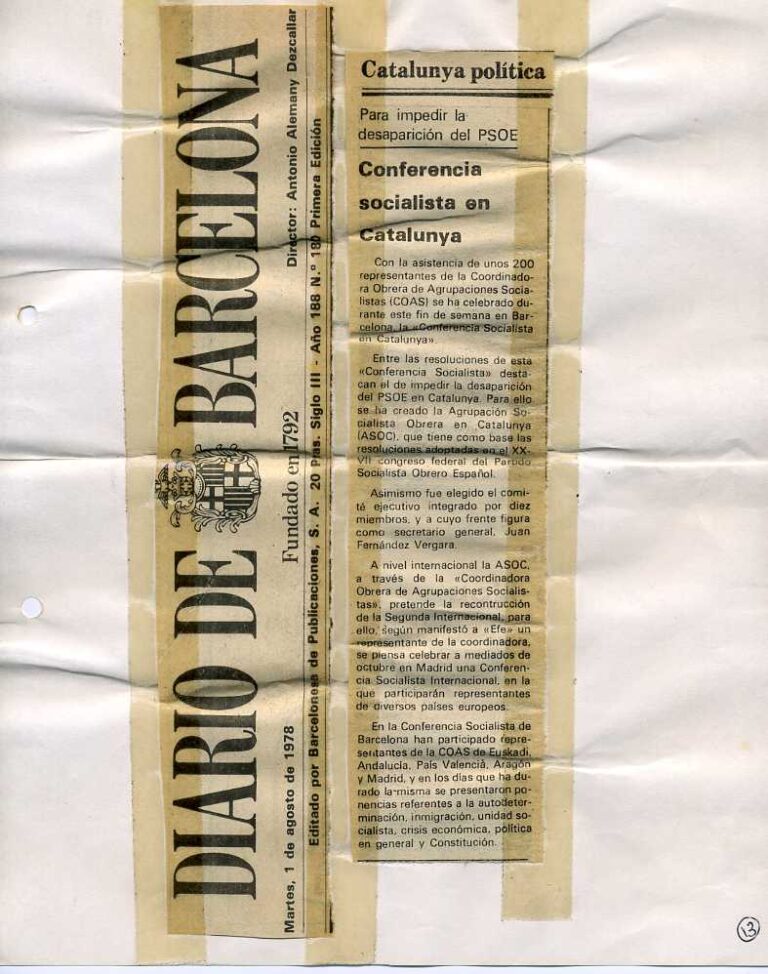 DIARIO DE BARCELONA
Fundado en 1792
Martes, 1 de agosto de 1978
Director: Antonio Alemany Dezcallar
Editado por Barcelonesa de Publicaciones, S. A. 20 Ptas. Siglo III - Año 188 N.º 180 Primera Edición
Catalunya política
Para impedir la
desaparición del PSOE
Conferencia
socialista en
Catalunya
Con la asistencia de unos 200
representantes de la Coordinado-
ra Obrera de Agrupaciones Socia-
listas (COAS) se ha celebrado du-
rante este fin de semana en Bar-
celona, la «Conferencia Socialista
en Catalunya».
Entre las resoluciones de esta
«Conferencia Socialista» desta-
can el de impedir la desaparición
del PSOE en Catalunya. Para ello
se ha creado la Agrupación So-
cialista Obrera en Catalunya
(ASOC), que tiene como base las
resoluciones adoptadas en el XX-
VII congreso federal del Partido
Socialista Obrero Español.
Asimismo fue elegido el comi-
té ejecutivo integrado por diez
miembros, y a cuyo frente figura
como secretario general, Juan
Fernández Vergara.
A nivel internacional la ASOC,
a través de la «Coordinadora
Obrera de Agrupaciones Socialis-
tas», pretende la recontrucción
de la Segunda Internacional, para
ello, según manifestó a «Efe» un
representante de la coordinadora,
se piensa celebrar a mediados de
octubre en Madrid una Conferen-
cia Socialista Internacional, en la
que participarán representantes
de diversos países europeos.
En la Conferencia Socialista de
Barcelona han participado repre-
sentantes de la COAS de Euskadi,
Andalucía, País Valencià, Aragón
y Madrid, y en los días que ha du-
rado la misma se presentaron po-
nencias referentes a la autodeter-
minación, inmigración, unidad so-
cialista, crisis económica, política
en general y Constitución.
13